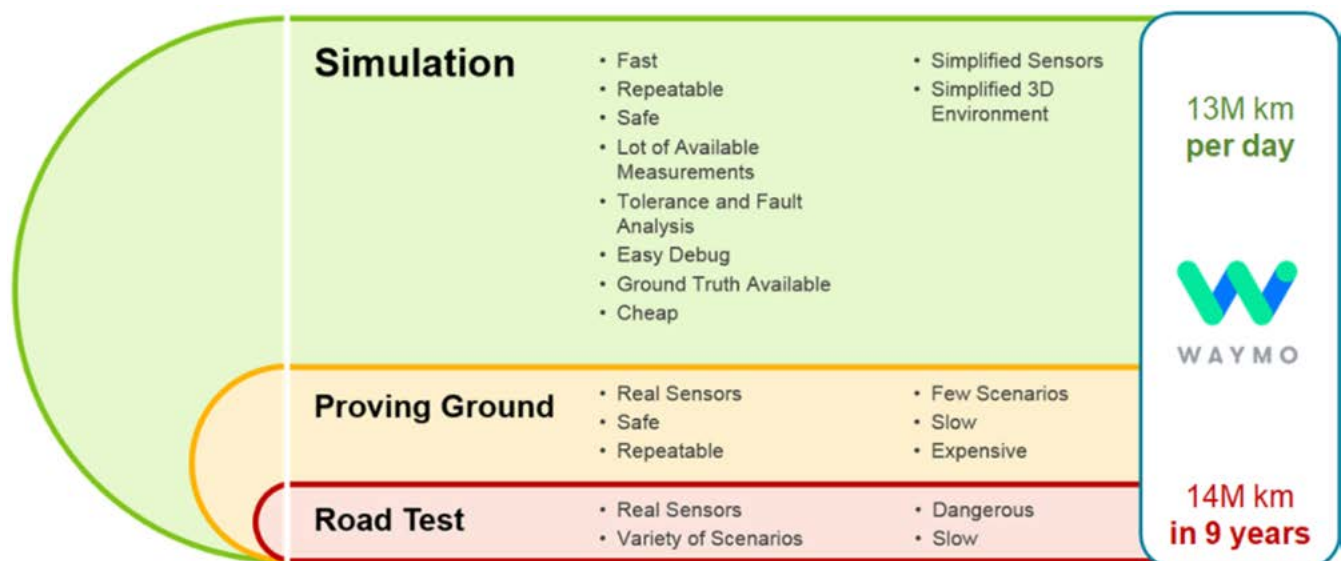 Simulation
• Fast
• Repeatable
• Safe
• Lot of Available
Measurements
• Tolerance and Fault
Analysis
• Easy Debug
• Ground Truth Available
• Cheap
• Simplified Sensors
• Simplified 3D
Environment
13M km
per day
WAYMO
Proving Ground
• Real Sensors
• Safe
• Repeatable
• Few Scenarios
• Slow
• Expensive
Road Test
• Real Sensors
• Variety of Scenarios
• Dangerous
• Slow
14M km
in 9 years